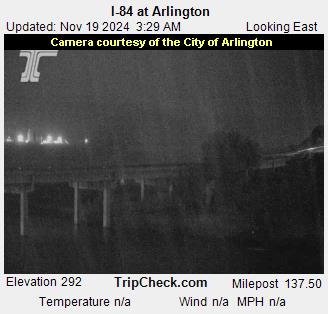 I-84 at Arlington
Updated: Nov 19 2024 3:29 AM Looking East
Camera courtesy of the City of Arlington
Elevation 292 TripCheck.com Milepost 137.50
Temperature n/a Wind n/a MPH n/a